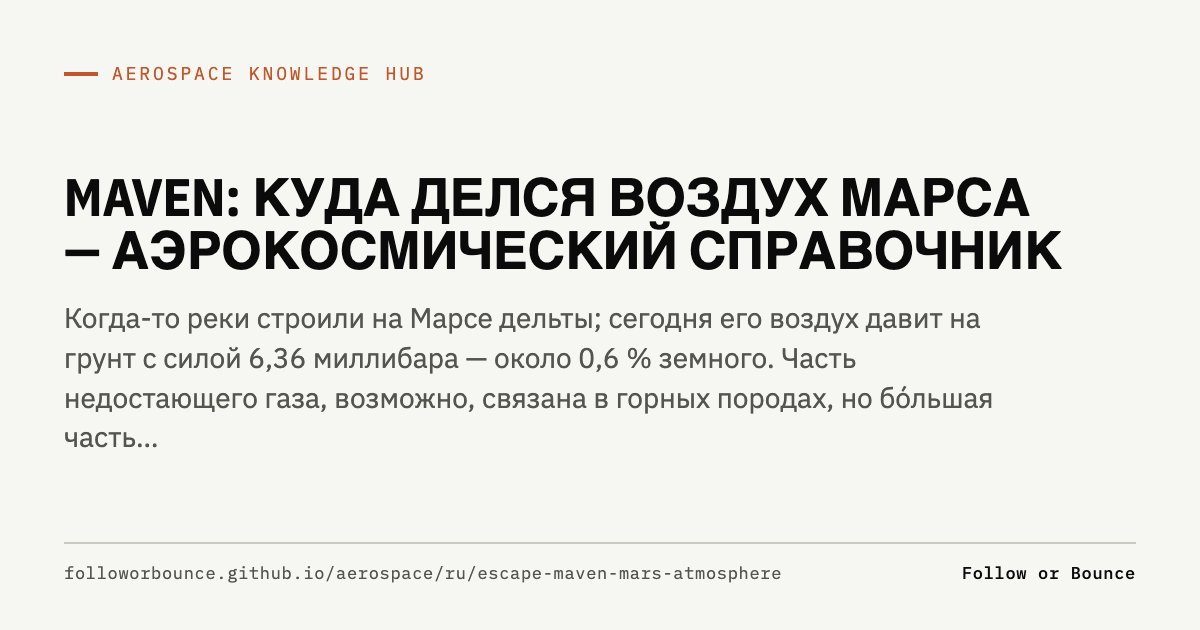 AEROSPACE KNOWLEDGE HUB
MAVEN: КУДА ДЕЛСЯ ВОЗДУХ МАРСА
— АЭРОКОСМИЧЕСКИЙ СПРАВОЧНИК
Когда-то реки строили на Марсе дельты; сегодня его воздух давит на
грунт с силой 6,36 миллибара — около 0,6 % земного. Часть
недостающего газа, возможно, связана в горных породах, но бо́льшая
часть...
followorbounce.github.io/aerospace/ru/escape-maven-mars-atmosphere
Follow or Bounce